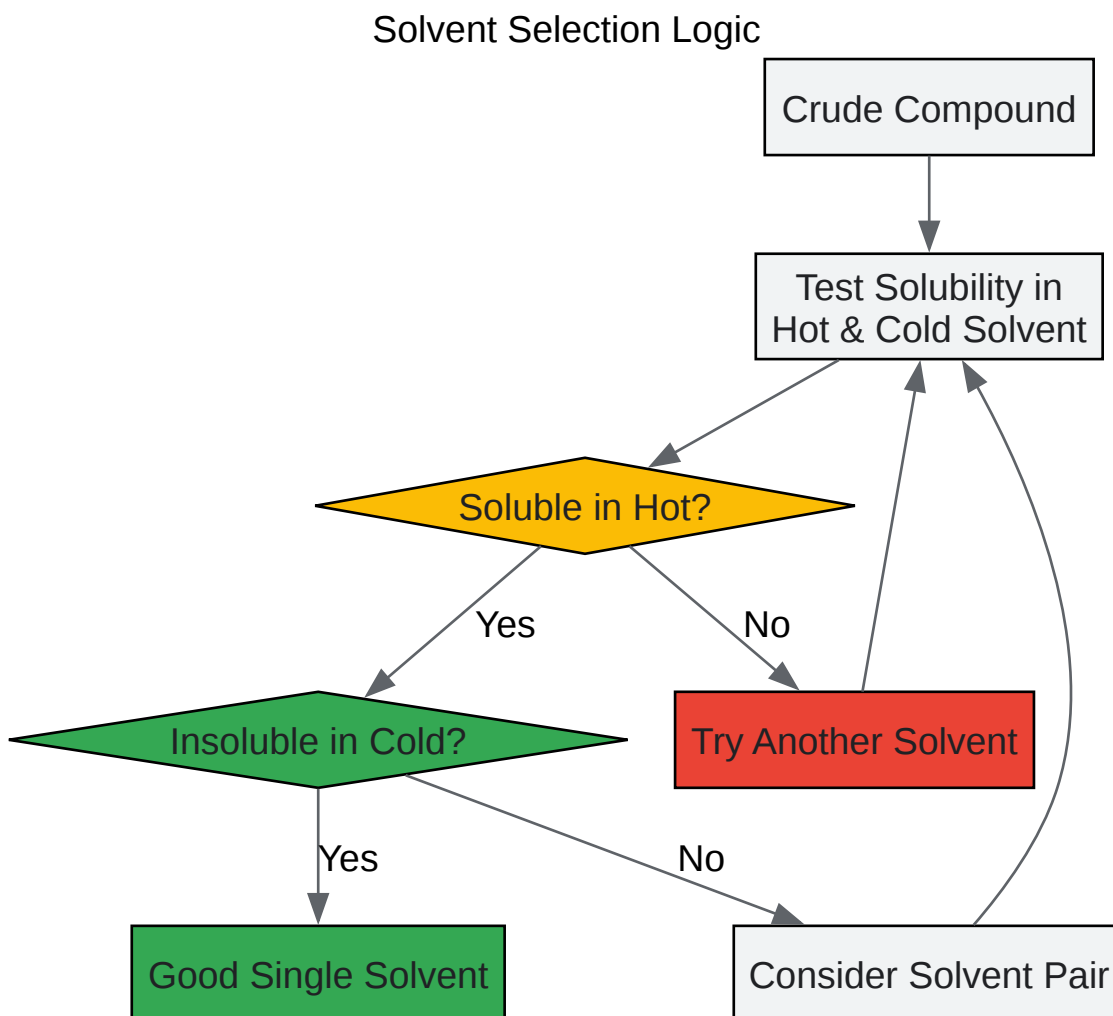 Solvent Selection Logic
Crude Compound
Test Solubility in
Hot & Cold Solvent
Soluble in Hot?
Yes
No
Insoluble in Cold?
Try Another Solvent
Yes
No
Good Single Solvent
Consider Solvent Pair